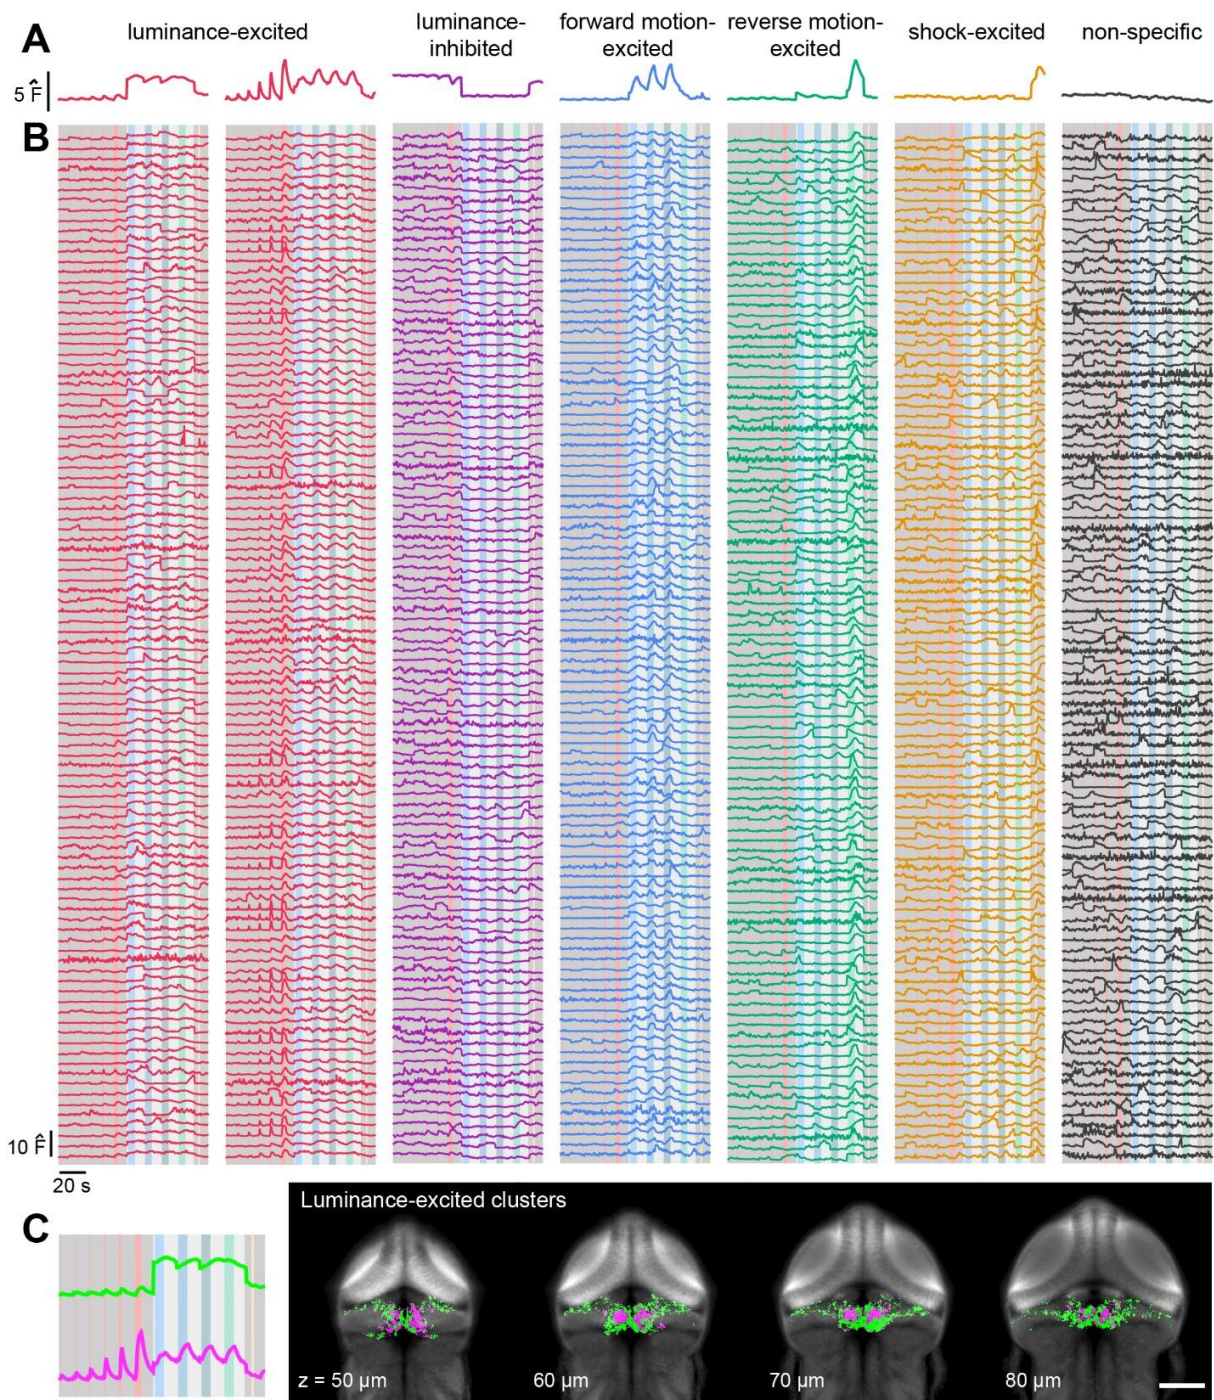 A
luminance-excited
luminance-
inhibited
forward motion-
excited
reverse motion-
excited
shock-excited
non-specific
5 F̂
B
10 F̂
20 s
C
Luminance-excited clusters
z = 50 µm
60 µm
70 µm
80 µm